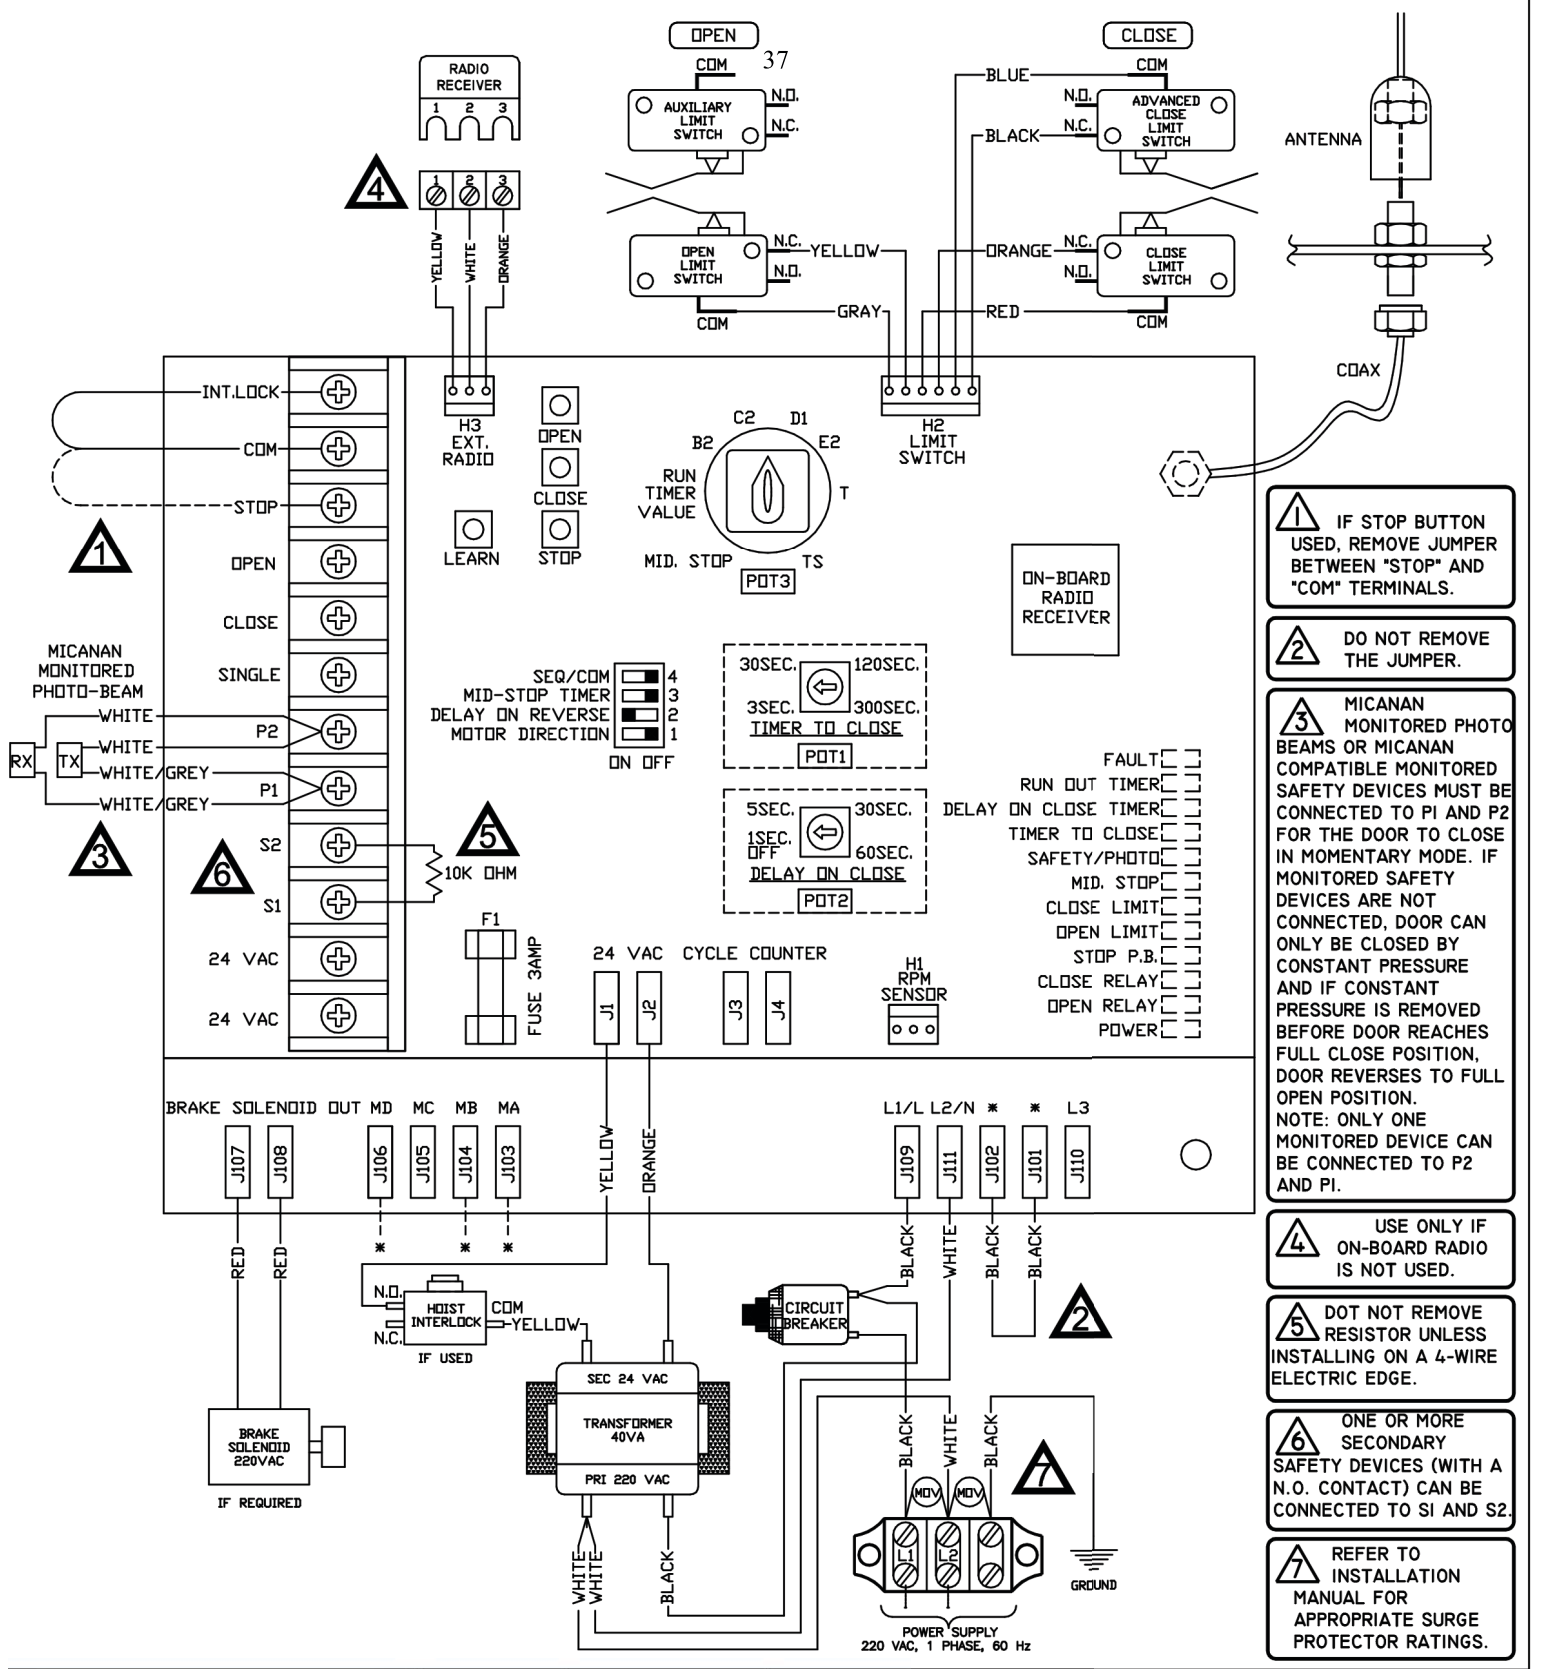 OPEN
37
CLOSE
COM
N.O.
N.C.
AUXILIARY
LIMIT
SWITCH
RADIO
RECEIVER
1 2 3
4
1 2 3
YELLOW
WHITE
ORANGE
BLUE
BLACK
COM
N.O.
N.C.
ADVANCED
CLOSE
LIMIT
SWITCH
ANTENNA
OPEN
LIMIT
SWITCH
N.C.
N.O.
COM
YELLOW
GRAY
ORANGE
RED
N.C.
N.O.
CLOSE
LIMIT
SWITCH
COM
COAX
INT.LOCK
COM
STOP
1
OPEN
CLOSE
SINGLE
P2
P1
S2
S1
24 VAC
24 VAC
MICANAN
MONITORED
PHOTO-BEAM
WHITE
WHITE
WHITE/GREY
WHITE/GREY
RX
TX
3
6
5
10K OHM
H3
EXT.
RADIO
OPEN
CLOSE
STOP
LEARN
RUN
TIMER
VALUE
B2
C2
D1
E2
T
TS
MID. STOP
POT3
H2
LIMIT
SWITCH
ON-BOARD
RADIO
RECEIVER
SEQ/COM 4
MID-STOP TIMER 3
DELAY ON REVERSE 2
MOTOR DIRECTION 1
ON OFF
30SEC. 120SEC.
3SEC. 300SEC.
TIMER TO CLOSE
POT1
5SEC. 30SEC.
1SEC.
OFF
60SEC.
DELAY ON CLOSE
POT2
FAULT
RUN OUT TIMER
DELAY ON CLOSE TIMER
TIMER TO CLOSE
SAFETY/PHOTO
MID. STOP
CLOSE LIMIT
OPEN LIMIT
STOP P.B.
CLOSE RELAY
OPEN RELAY
POWER
F1
FUSE 3AMP
24 VAC
J1
J2
CYCLE COUNTER
J3
J4
H1
RPM
SENSOR
BRAKE SOLENOID OUT
MD MC MB MA
J107
J108
J106
J105
J104
J103
* * *
YELLOW
ORANGE
L1/L L2/N * * L3
J109
J111
J102
J101
J110
RED
RED
BLACK
WHITE
BLACK
BLACK
2
N.O.
N.C.
HOIST
INTERLOCK
COM
YELLOW
IF USED
CIRCUIT
BREAKER
SEC 24 VAC
TRANSFORMER
40VA
PRI 220 VAC
BRAKE
SOLENOID
220VAC
IF REQUIRED
WHITE
WHITE
BLACK
BLACK
WHITE
BLACK
MOV
MOV
7
L1
L2
GROUND
POWER SUPPLY
220 VAC, 1 PHASE, 60 Hz
1 IF STOP BUTTON
USED, REMOVE JUMPER
BETWEEN "STOP" AND
"COM" TERMINALS.
2 DO NOT REMOVE
THE JUMPER.
3 MICANAN
MONITORED PHOTO
BEAMS OR MICANAN
COMPATIBLE MONITORED
SAFETY DEVICES MUST BE
CONNECTED TO P1 AND P2
FOR THE DOOR TO CLOSE
IN MOMENTARY MODE. IF
MONITORED SAFETY
DEVICES ARE NOT
CONNECTED, DOOR CAN
ONLY BE CLOSED BY
CONSTANT PRESSURE
AND IF CONSTANT
PRESSURE IS REMOVED
BEFORE DOOR REACHES
FULL CLOSE POSITION,
DOOR REVERSES TO FULL
OPEN POSITION.
NOTE: ONLY ONE
MONITORED DEVICE CAN
BE CONNECTED TO P2
AND P1.
4 USE ONLY IF
ON-BOARD RADIO
IS NOT USED.
5 DOT NOT REMOVE
RESISTOR UNLESS
INSTALLING ON A 4-WIRE
ELECTRIC EDGE.
6 ONE OR MORE
SECONDARY
SAFETY DEVICES (WITH A
N.O. CONTACT) CAN BE
CONNECTED TO S1 AND S2.
7 REFER TO
INSTALLATION
MANUAL FOR
APPROPRIATE SURGE
PROTECTOR RATINGS.